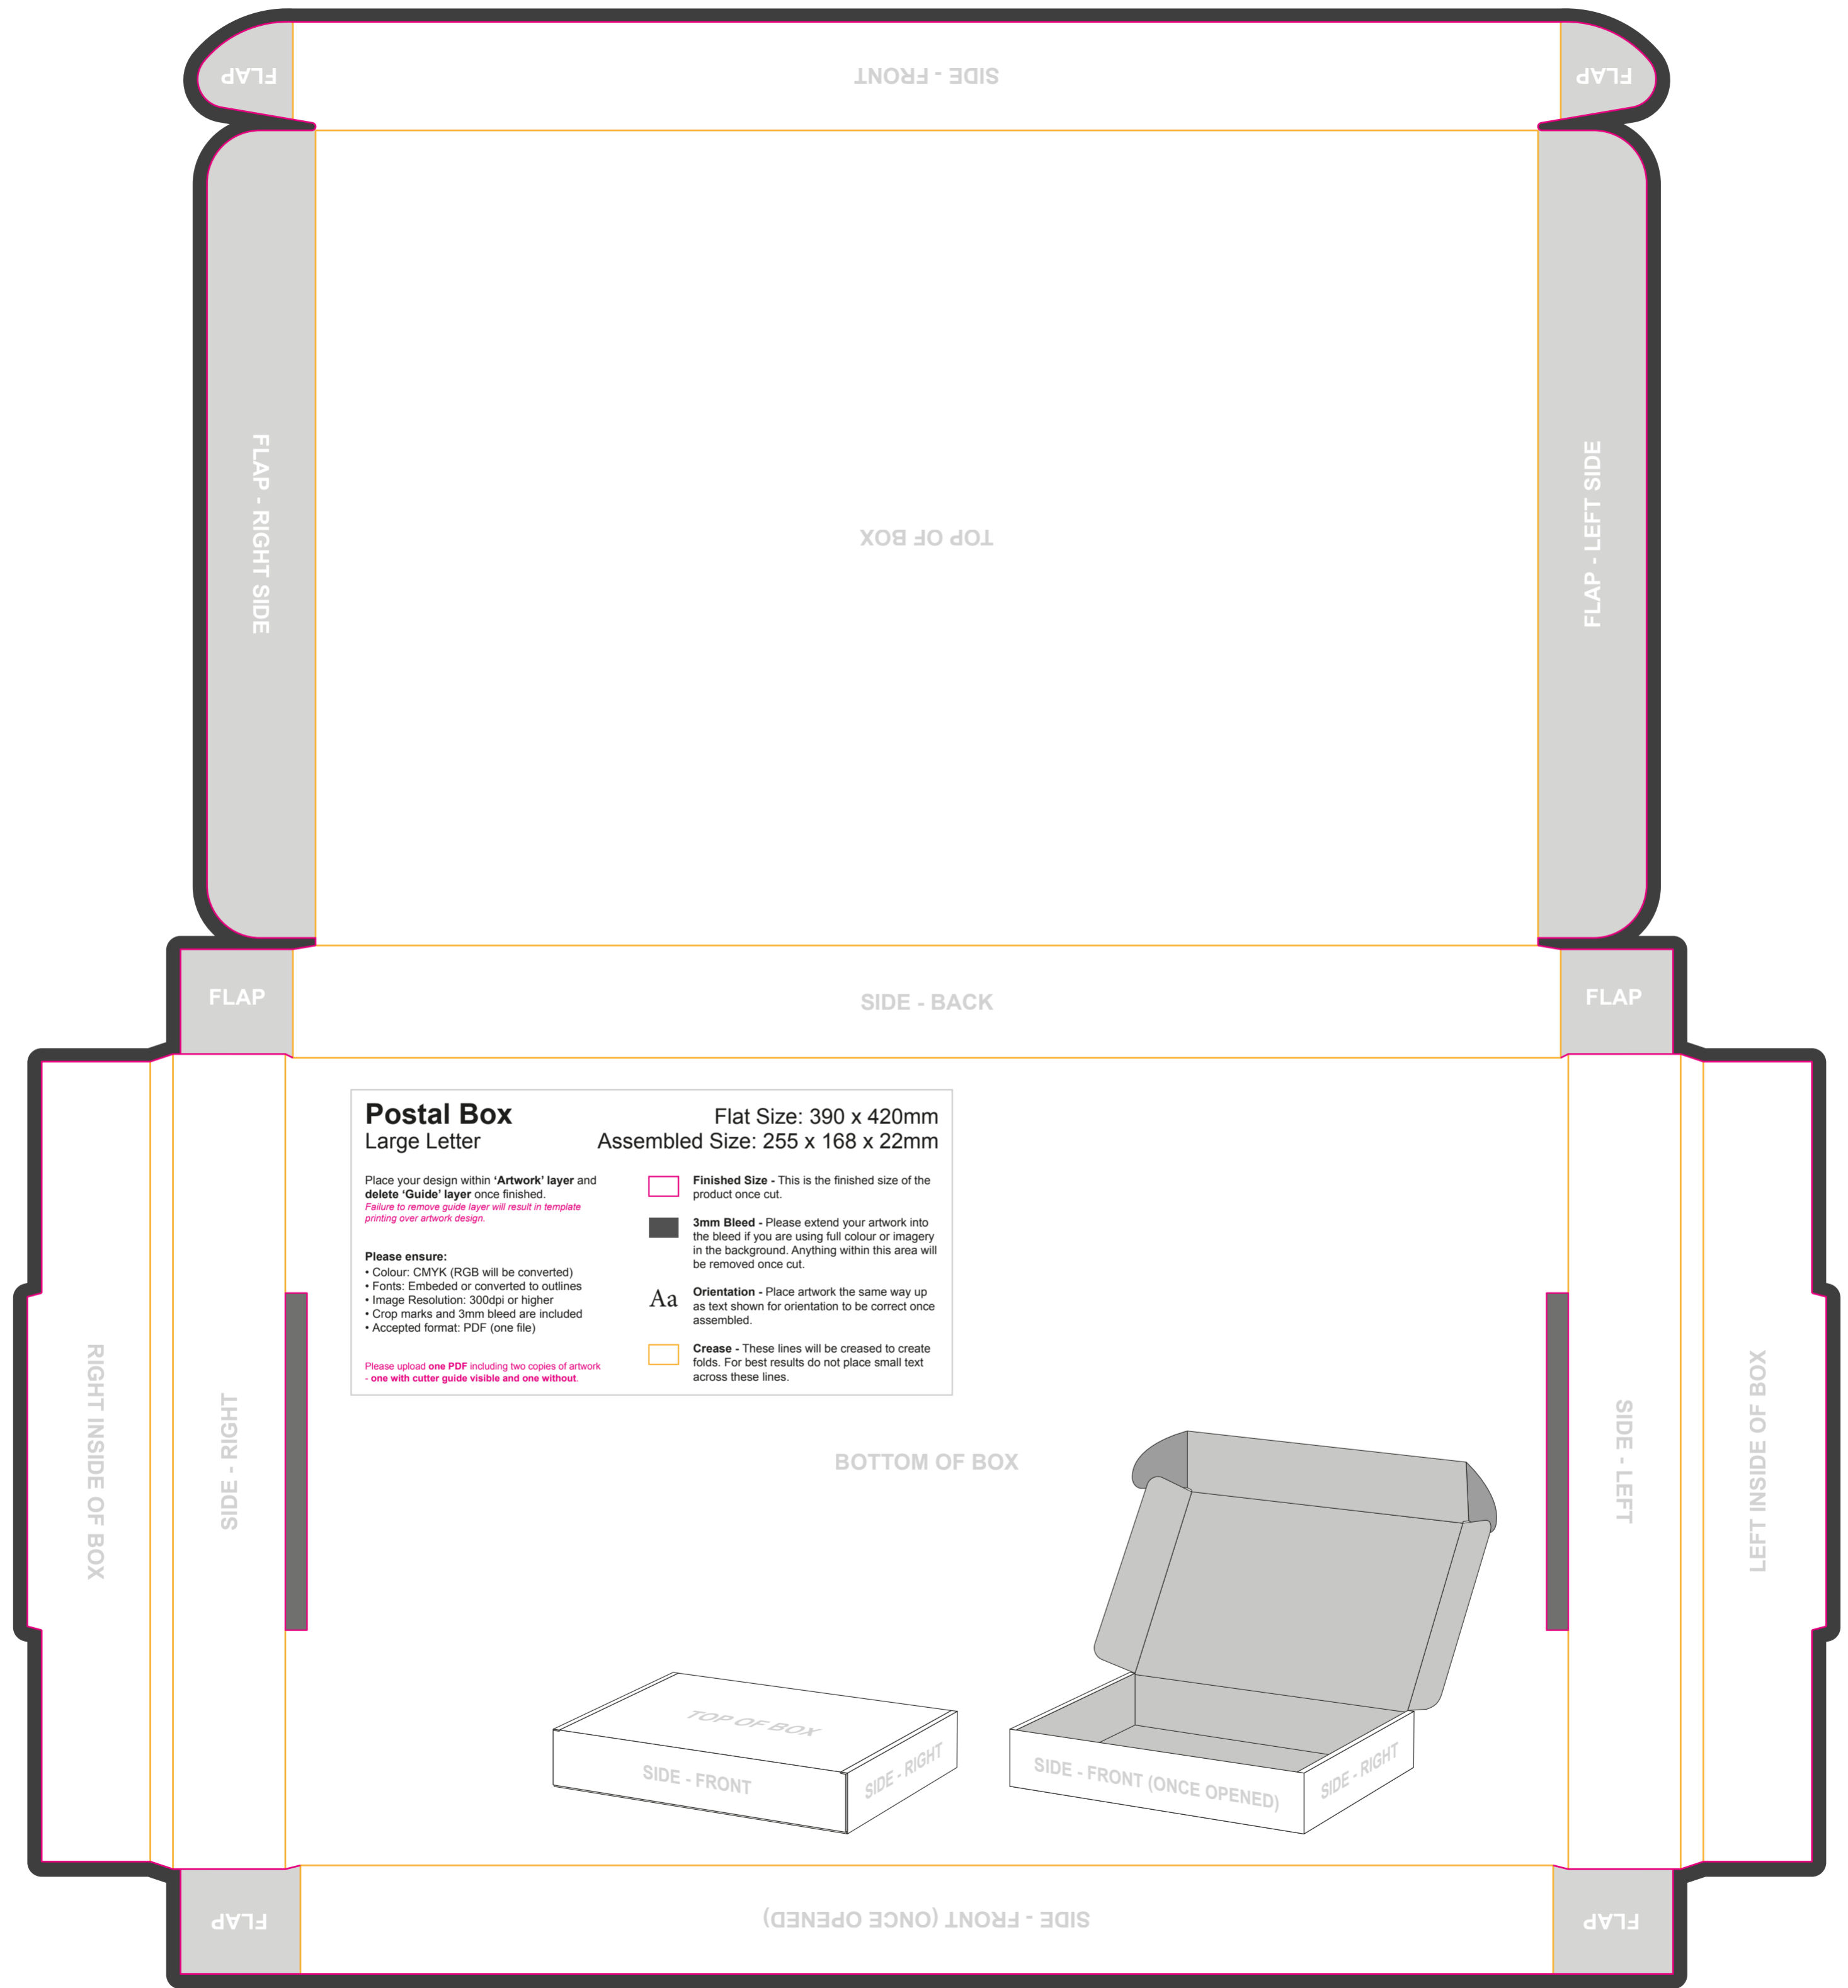 FLAP
SIDE - FRONT
FLAP
FLAP - RIGHT SIDE
TOP OF BOX
FLAP - LEFT SIDE
FLAP
SIDE - BACK
FLAP
Postal Box
Large Letter
Flat Size: 390 x 420mm
Assembled Size: 255 x 168 x 22mm
Place your design within ‘Artwork’ layer and
delete ‘Guide’ layer once finished.
Failure to remove guide layer will result in template
printing over artwork design.
Please ensure:
• Colour: CMYK (RGB will be converted)
• Fonts: Embeded or converted to outlines
• Image Resolution: 300dpi or higher
• Crop marks and 3mm bleed are included
• Accepted format: PDF (one file)
Please upload one PDF including two copies of artwork
- one with cutter guide visible and one without.
Finished Size - This is the finished size of the
product once cut.
3mm Bleed - Please extend your artwork into
the bleed if you are using full colour or imagery
in the background. Anything within this area will
be removed once cut.
Aa
Orientation - Place artwork the same way up
as text shown for orientation to be correct once
assembled.
Crease - These lines will be creased to create
folds. For best results do not place small text
across these lines.
RIGHT INSIDE OF BOX
SIDE - RIGHT
BOTTOM OF BOX
SIDE - LEFT
LEFT INSIDE OF BOX
TOP OF BOX
SIDE - FRONT
SIDE - RIGHT
SIDE - FRONT (ONCE OPENED)
SIDE - RIGHT
FLAP
SIDE - FRONT (ONCE OPENED)
FLAP